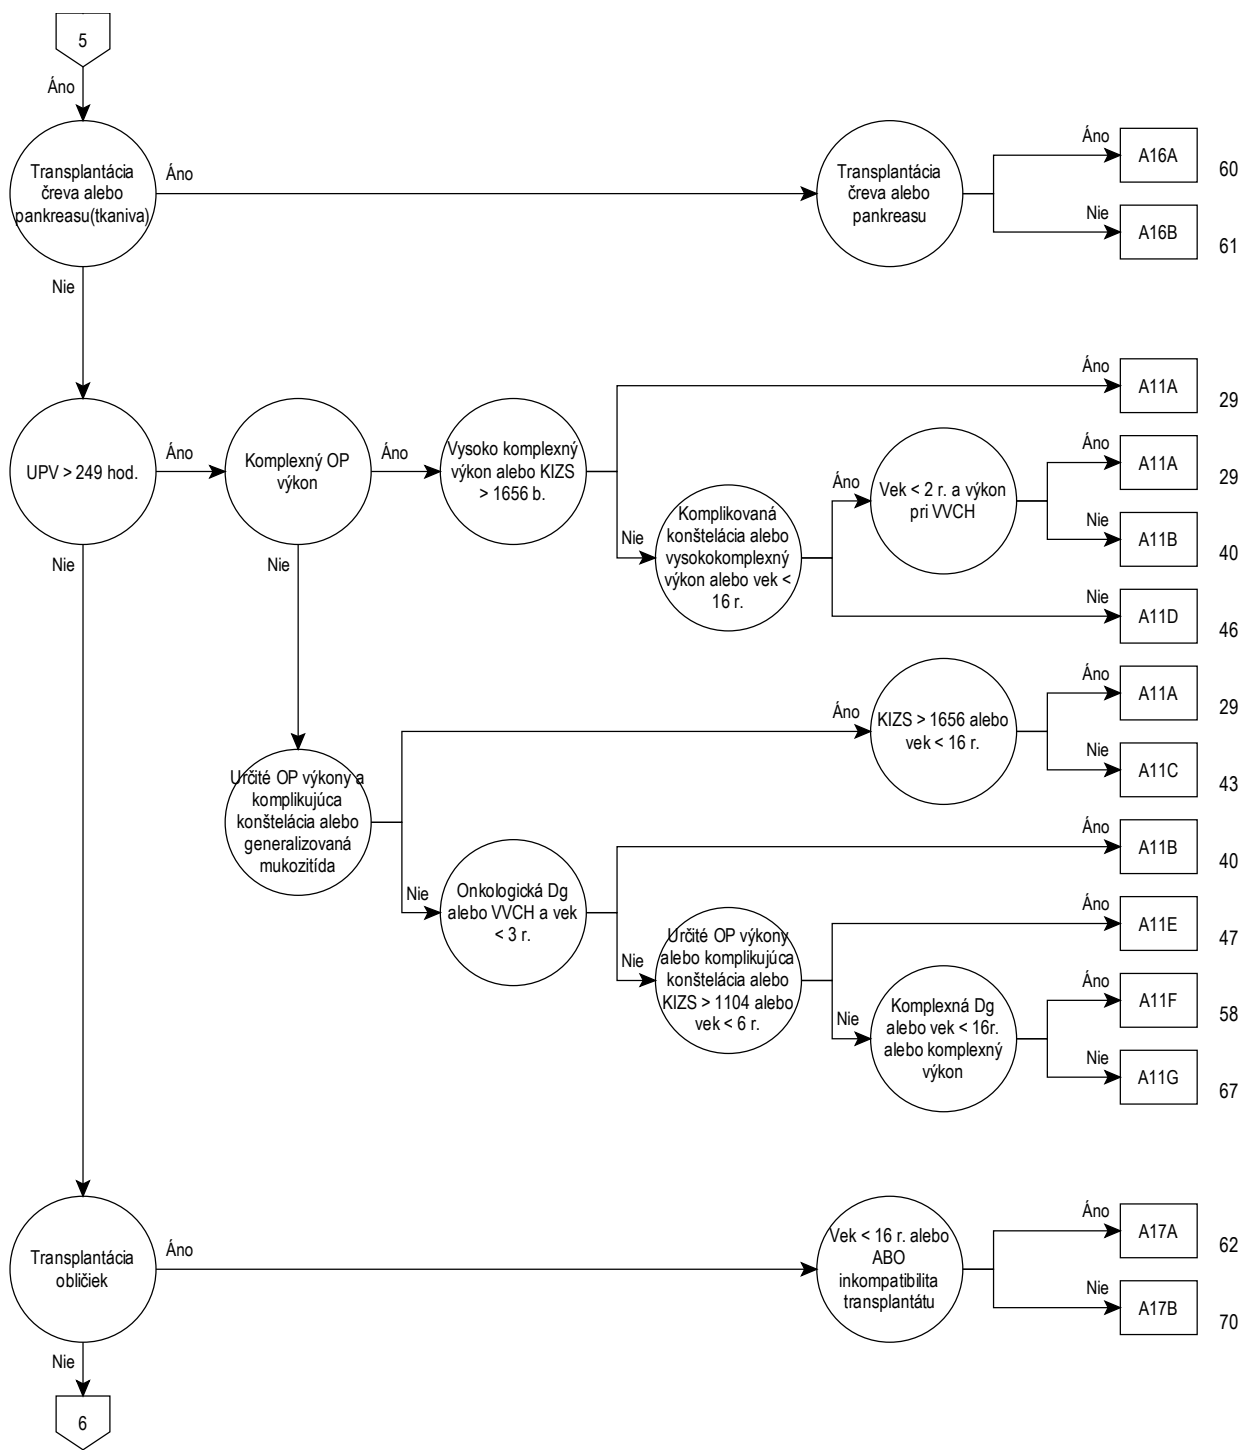 5
Áno
Transplantácia
čreva alebo
pankreasu(tkaniva)
Áno
Transplantácia
čreva alebo
pankreasu
Áno
A16A
60
Nie
A16B
61
Nie
UPV > 249 hod.
Áno
Komplexný OP
výkon
Áno
Vysoko komplexný
výkon alebo KIZS
> 1656 b.
Áno
A11A
29
Nie
Komplikovaná
konštelácia alebo
vysokokomplexný
výkon alebo vek <
16 r.
Áno
Vek < 2 r. a výkon
pri VVCH
Áno
A11A
29
Nie
A11B
40
Nie
A11D
46
Nie
Nie
Určité OP výkony a
komplikujúca
konštelácia alebo
generalizovaná
mukozitída
Áno
KIZS > 1656 alebo
vek < 16 r.
Áno
A11A
29
Nie
A11C
43
Nie
Onkologická Dg
alebo VVCH a vek
< 3 r.
Áno
A11B
40
Nie
Určité OP výkony
alebo komplikujúca
konštelácia alebo
KIZS > 1104 alebo
vek < 6 r.
Áno
A11E
47
Nie
Komplexná Dg
alebo vek < 16r.
alebo komplexný
výkon
Áno
A11F
58
Nie
A11G
67
Transplantácia
obličiek
Áno
Vek < 16 r. alebo
ABO
inkompatibilita
transplantátu
Áno
A17A
62
Nie
A17B
70
Nie
6